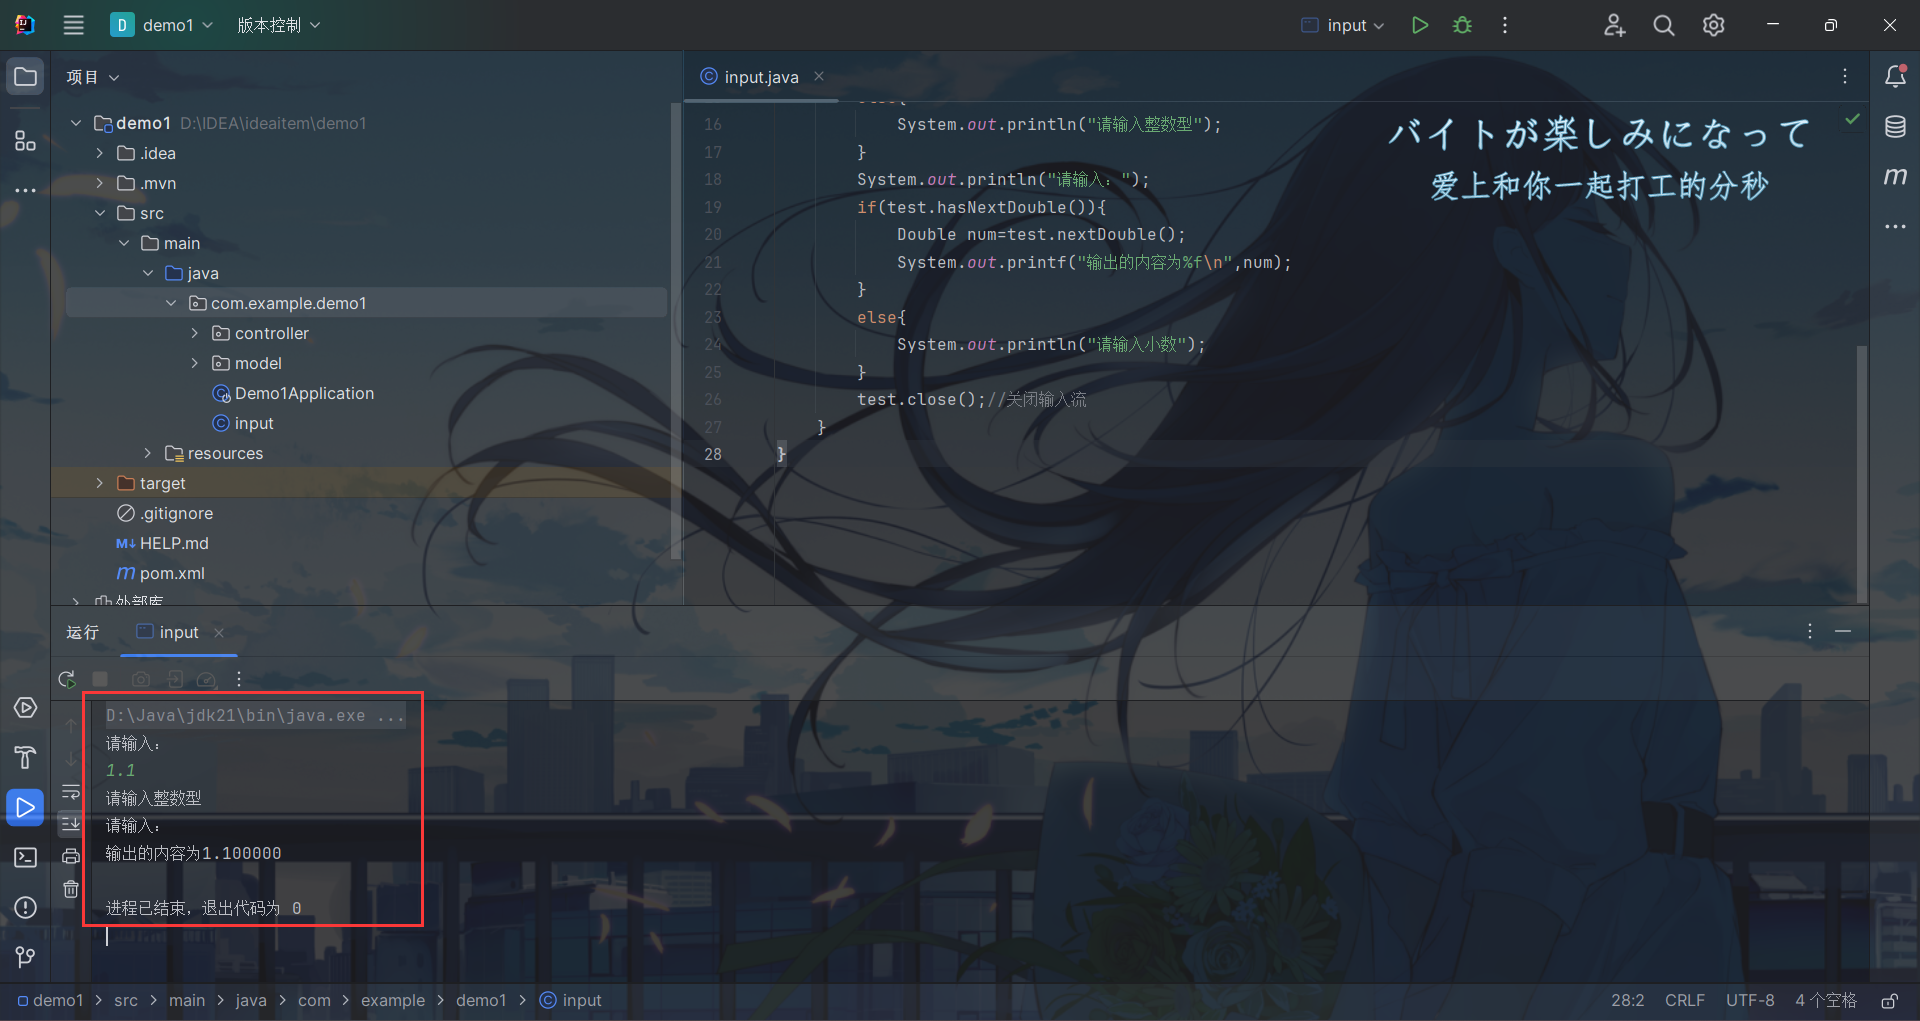 D demo1 版本控制 input
项目
demo1 D:\IDEA\ideaitem\demo1
.idea
.mvn
src
main
java
com.example.demo1
controller
model
Demo1Application
input
resources
target
.gitignore
M↓ HELP.md
m pom.xml
外部库
input.java
else{
16 System.out.println("请输入整数型");
17 }
18 System.out.println("请输入：");
19 if(test.hasNextDouble()){
20 Double num=test.nextDouble();
21 System.out.printf("输出的内容为%f\n",num);
22 }
23 else{
24 System.out.println("请输入小数");
25 }
26 test.close();//关闭输入流
27 }
28 }
バイトが楽しみになって
爱上和你一起打工的分秒
m
运行 input
D:\Java\jdk21\bin\java.exe ...
请输入：
1.1
请输入整数型
请输入：
输出的内容为1.100000
进程已结束，退出代码为 0
demo1 > src > main > java > com > example > demo1 > input
28:2 CRLF UTF-8 4 个空格